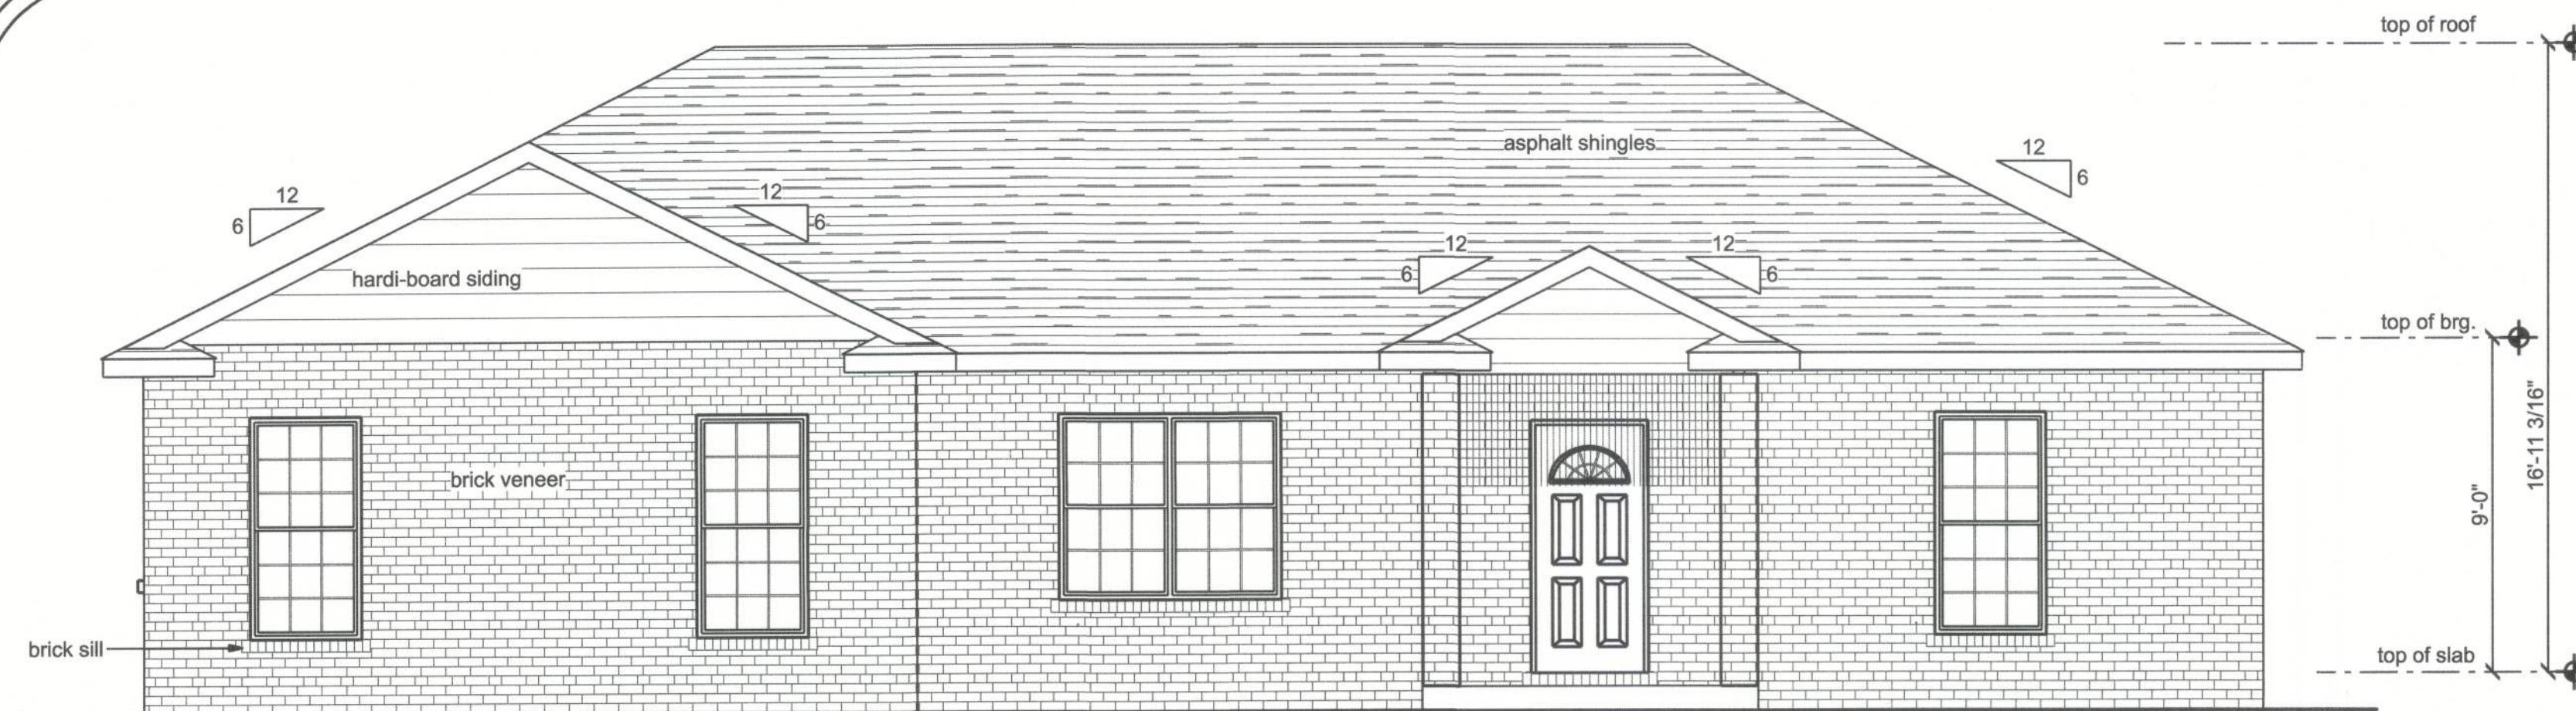 top of roof
asphalt shingles
12
6
12
6
12
6
12
6
12
6
hardi-board siding
top of brg.
16'-11 3/16"
9'-0"
brick veneer
brick sill
top of slab